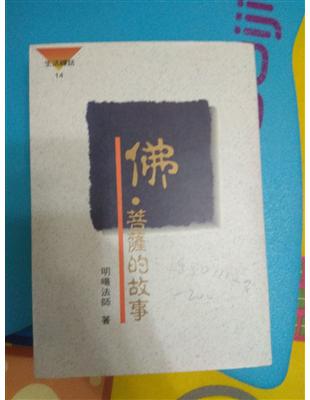 生活禪話
14
佛・菩薩的故事
明暘法師 著